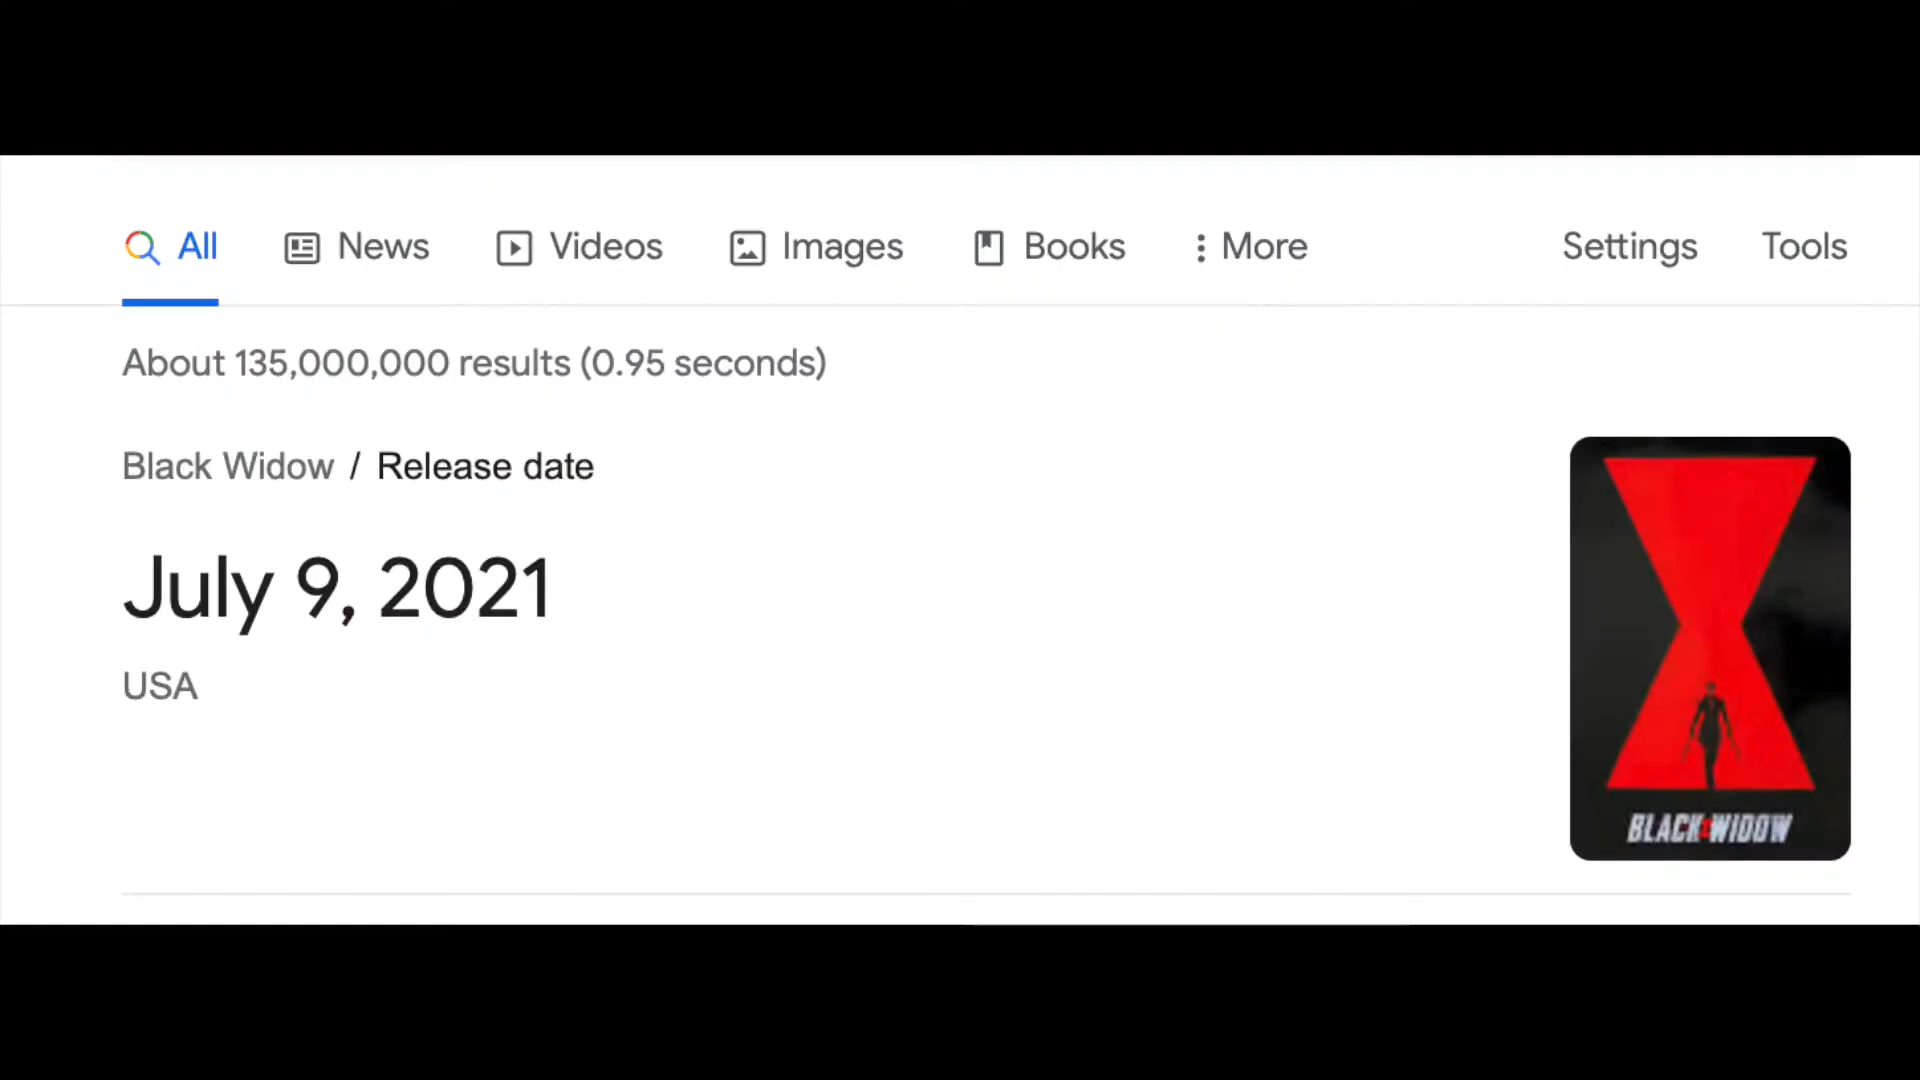 All News Videos Images Books More Settings Tools
About 135,000,000 results (0.95 seconds)
Black Widow / Release date
July 9, 2021
USA
BLACK WIDOW